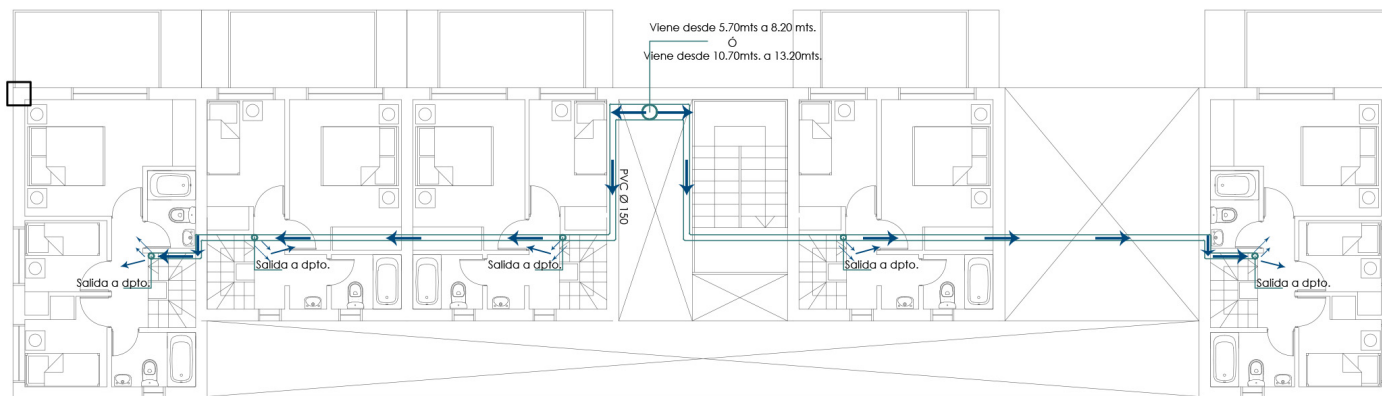 Viene desde 5.70mts a 8.20 mts.
Ó
Viene desde 10.70mts. a 13.20mts.
PVC Ø 150
Salida a dpto.
Salida a dpto.
Salida a dpto.
Salida a dpto.
Salida a dpto.